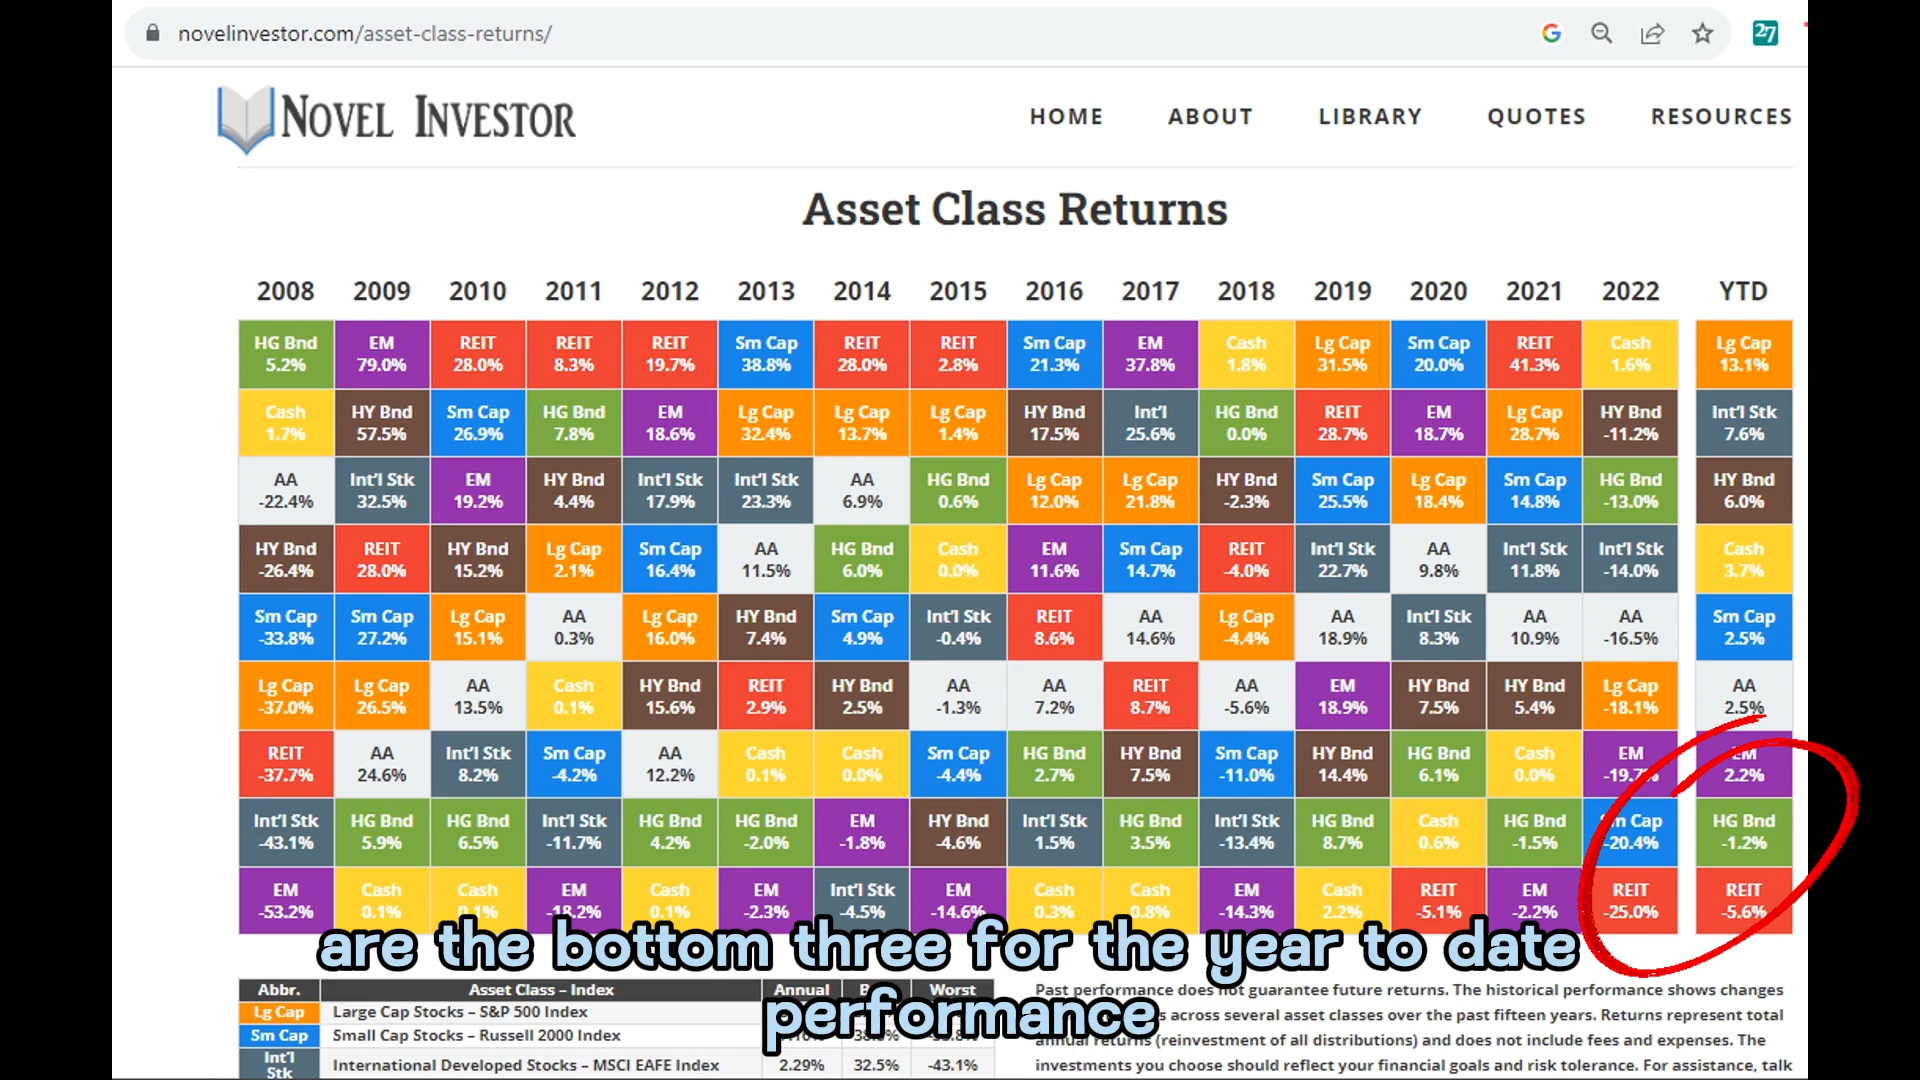 novelinvestor.com/asset-class-returns/
27
NOVEL INVESTOR
HOME ABOUT LIBRARY QUOTES RESOURCES
Asset Class Returns
2008 2009 2010 2011 2012 2013 2014 2015 2016 2017 2018 2019 2020 2021 2022 YTD
HG Bnd EM REIT REIT REIT Sm Cap REIT REIT Sm Cap EM Cash Lg Cap Sm Cap REIT Cash Lg Cap
5.2% 79.0% 28.0% 8.3% 19.7% 38.8% 28.0% 2.8% 21.3% 37.8% 1.8% 31.5% 20.0% 41.3% 1.6% 13.1%
Cash HY Bnd Sm Cap HG Bnd EM Lg Cap Lg Cap Lg Cap HY Bnd Int'l HG Bnd REIT EM Lg Cap HY Bnd Int'l Stk
1.7% 57.5% 26.9% 7.8% 18.6% 32.4% 13.7% 1.4% 17.5% 25.6% 0.0% 28.7% 18.7% 28.7% -11.2% 7.6%
AA Int'l Stk EM HY Bnd Int'l Stk Int'l Stk AA HG Bnd Lg Cap Lg Cap HY Bnd Sm Cap Lg Cap Sm Cap HG Bnd HY Bnd
-22.4% 32.5% 19.2% 4.4% 17.9% 23.3% 6.9% 0.6% 12.0% 21.8% -2.3% 25.5% 18.4% 14.8% -13.0% 6.0%
HY Bnd REIT HY Bnd Lg Cap Sm Cap AA HG Bnd Cash EM Sm Cap REIT Int'l Stk AA Int'l Stk Int'l Stk Cash
-26.4% 28.0% 15.2% 2.1% 16.4% 11.5% 6.0% 0.0% 11.6% 14.7% -4.0% 22.7% 9.8% 11.8% -14.0% 3.7%
Sm Cap Sm Cap Lg Cap AA Lg Cap HY Bnd Sm Cap Int'l Stk REIT AA Lg Cap AA Int'l Stk AA AA Sm Cap
-33.8% 27.2% 15.1% 0.3% 16.0% 7.4% 4.9% -0.4% 8.6% 14.6% -4.4% 18.9% 8.3% 10.9% -16.5% 2.5%
Lg Cap Lg Cap AA Cash HY Bnd REIT HY Bnd AA AA REIT AA EM HY Bnd HY Bnd Lg Cap AA
-37.0% 26.5% 13.5% 0.1% 15.6% 2.9% 2.5% -1.3% 7.2% 8.7% -5.6% 18.9% 7.5% 5.4% -18.1% 2.5%
REIT AA Int'l Stk Sm Cap AA Cash Cash Sm Cap HG Bnd HY Bnd Sm Cap HY Bnd HG Bnd Cash EM EM
-37.7% 24.6% 8.2% -4.2% 12.2% 0.1% 0.0% -4.4% 2.7% 7.5% -11.0% 14.4% 6.1% 0.0% -19.7% 2.2%
Int'l Stk HG Bnd HG Bnd Int'l Stk HG Bnd HG Bnd EM HY Bnd Int'l Stk HG Bnd Int'l Stk HG Bnd Cash HG Bnd Sm Cap HG Bnd
-43.1% 5.9% 6.5% -11.7% 4.2% -2.0% -1.8% -4.6% 1.5% 3.5% -13.4% 8.7% 0.6% -1.5% -20.4% -1.2%
EM Cash Cash EM Cash EM Int'l Stk EM Cash Cash EM Cash REIT EM REIT REIT
-53.2% 0.1% 0.1% -18.2% 0.1% -2.3% -4.5% -14.6% 0.3% 0.8% -14.3% 2.2% -5.1% -2.2% -25.0% -5.6%
are the bottom three for the year to date
performance
Abbr. Asset Class – Index Annual Worst
Lg Cap Large Cap Stocks – S&P 500 Index
Sm Cap Small Cap Stocks – Russell 2000 Index
Int'l Stk International Developed Stocks – MSCI EAFE Index 2.29% 32.5% -43.1%
Past performance does not guarantee future returns. The historical performance shows changes
across several asset classes over the past fifteen years. Returns represent total
annual returns (reinvestment of all distributions) and does not include fees and expenses. The
investments you choose should reflect your financial goals and risk tolerance. For assistance, talk